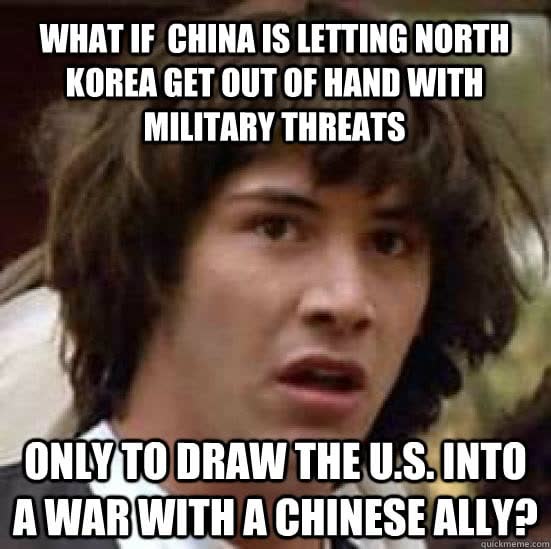 WHAT IF CHINA IS LETTING NORTH
KOREA GET OUT OF HAND WITH
MILITARY THREATS
ONLY TO DRAW THE U.S. INTO
A WAR WITH A CHINESE ALLY?
quickmeme.com